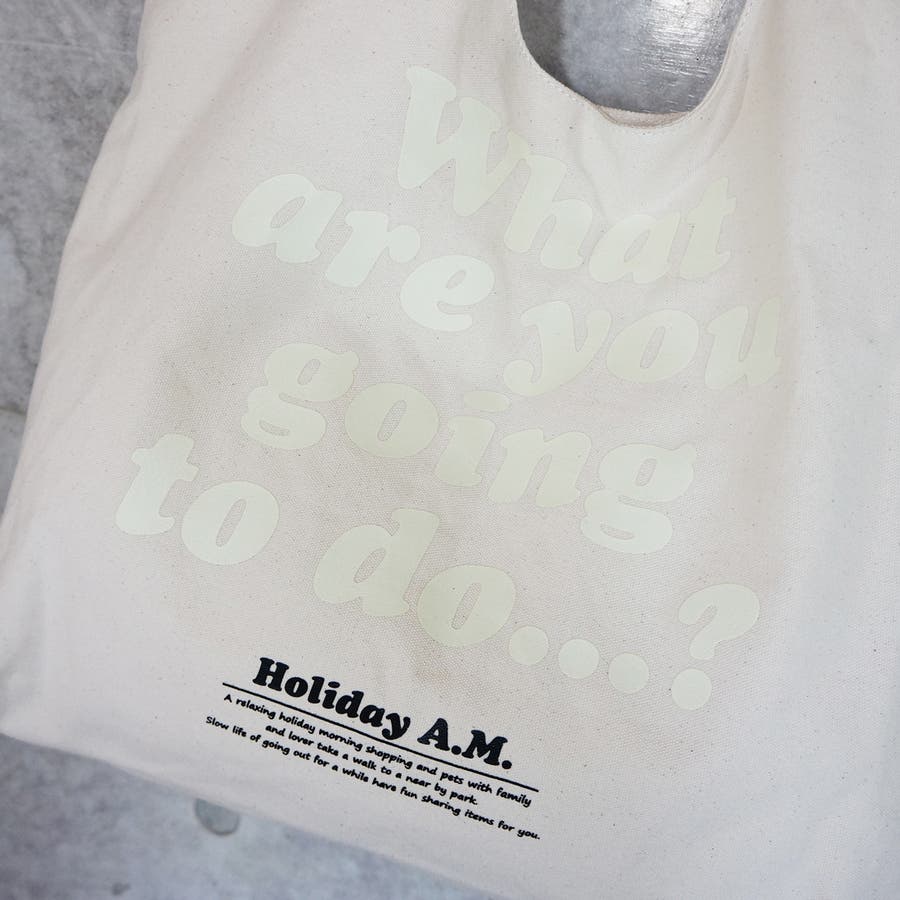 What
are you
going
to do...?
Holiday A.M.
A relaxing holiday morning shopping and pets with family
and lover take a walk to a near by park.
Slow life of going out for a while have fun sharing items for you.